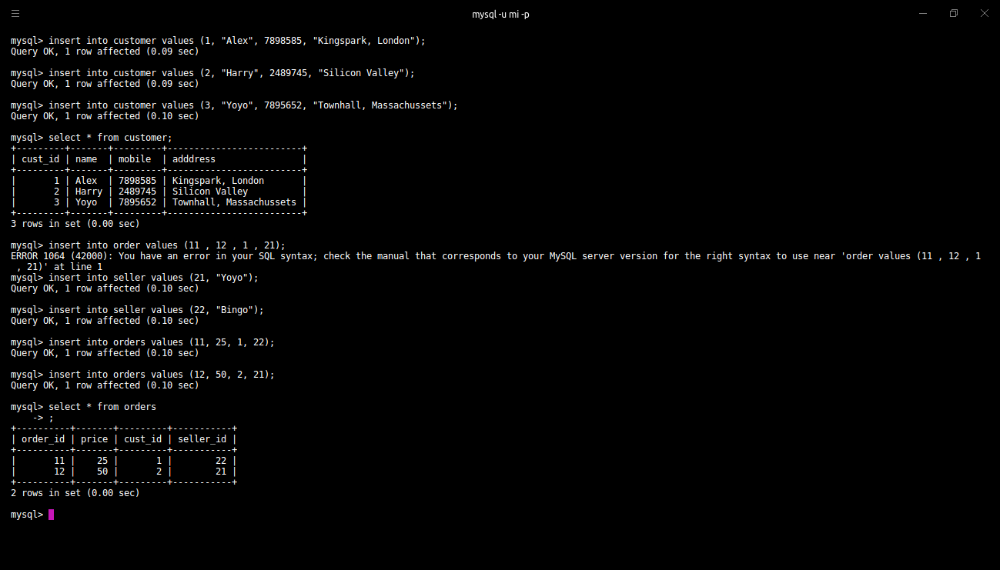 mysql -u mi -p
mysql> insert into customer values (1, "Alex", 7898585, "Kingspark, London");
Query OK, 1 row affected (0.09 sec)
mysql> insert into customer values (2, "Harry", 2489745, "Silicon Valley");
Query OK, 1 row affected (0.09 sec)
mysql> insert into customer values (3, "Yoyo", 7895652, "Townhall, Massachussets");
Query OK, 1 row affected (0.10 sec)
mysql> select * from customer;
+---------+-------+---------+-------------------------+
| cust_id | name  | mobile  | adddress                |
+---------+-------+---------+-------------------------+
|       1 | Alex  | 7898585 | Kingspark, London       |
|       2 | Harry | 2489745 | Silicon Valley          |
|       3 | Yoyo  | 7895652 | Townhall, Massachussets |
+---------+-------+---------+-------------------------+
3 rows in set (0.00 sec)
mysql> insert into order values (11 , 12 , 1 , 21);
ERROR 1064 (42000): You have an error in your SQL syntax; check the manual that corresponds to your MySQL server version for the right syntax to use near 'order values (11 , 12 , 1
 , 21)' at line 1
mysql> insert into seller values (21, "Yoyo");
Query OK, 1 row affected (0.10 sec)
mysql> insert into seller values (22, "Bingo");
Query OK, 1 row affected (0.10 sec)
mysql> insert into orders values (11, 25, 1, 22);
Query OK, 1 row affected (0.10 sec)
mysql> insert into orders values (12, 50, 2, 21);
Query OK, 1 row affected (0.10 sec)
mysql> select * from orders
    -> ;
+----------+-------+---------+-----------+
| order_id | price | cust_id | seller_id |
+----------+-------+---------+-----------+
|       11 |    25 |       1 |        22 |
|       12 |    50 |       2 |        21 |
+----------+-------+---------+-----------+
2 rows in set (0.00 sec)
mysql>